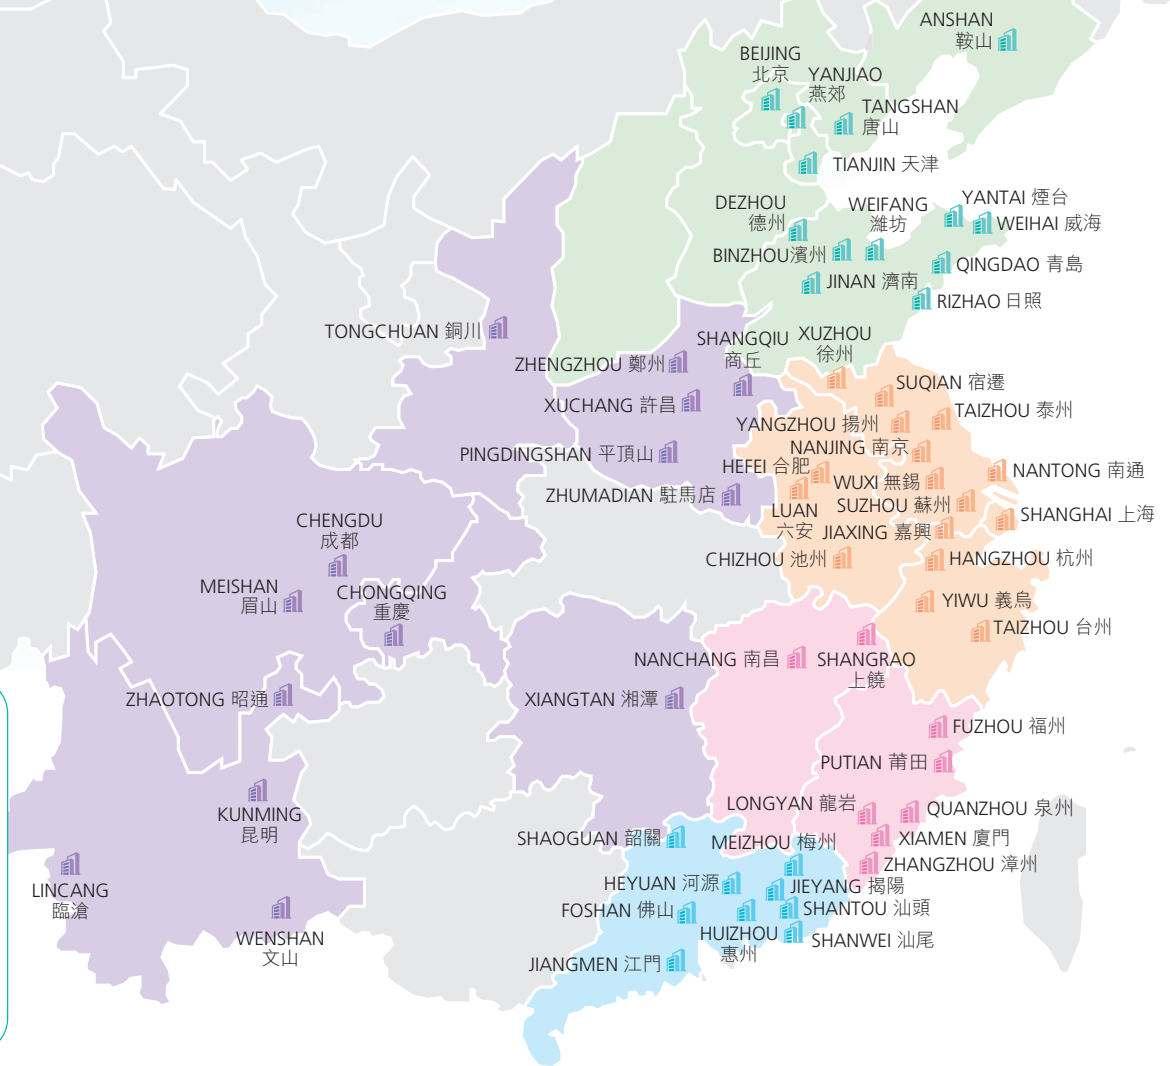 ANSHAN
鞍山
BEIJING
北京
YANJIAO
燕郊
TANGSHAN
唐山
TIANJIN 天津
DEZHOU
德州
WEIFANG
濰坊
YANTAI 煙台
WEIHAI 威海
BINZHOU濱州
QINGDAO 青島
JINAN 濟南
RIZHAO 日照
TONGCHUAN 銅川
SHANGQIU
商丘
XUZHOU
徐州
ZHENGZHOU 鄭州
SUQIAN 宿遷
XUCHANG 許昌
TAIZHOU 泰州
YANGZHOU 揚州
NANJING 南京
PINGDINGSHAN 平頂山
HEFEI 合肥
NANTONG 南通
WUXI 無錫
ZHUMADIAN 駐馬店
SUZHOU 蘇州
LUAN
六安
SHANGHAI 上海
CHENGDU
成都
JIAXING 嘉興
CHIZHOU 池州
HANGZHOU 杭州
MEISHAN
眉山
CHONGQING
重慶
YIWU 義烏
TAIZHOU 台州
NANCHANG 南昌
SHANGRAO
上饒
ZHAOTONG 昭通
XIANGTAN 湘潭
FUZHOU 福州
PUTIAN 莆田
LONGYAN 龍岩
QUANZHOU 泉州
KUNMING
昆明
SHAOGUAN 韶關
MEIZHOU 梅州
XIAMEN 廈門
ZHANGZHOU 漳州
LINCANG
臨滄
HEYUAN 河源
JIEYANG 揭陽
FOSHAN 佛山
SHANTOU 汕頭
WENSHAN
文山
HUIZHOU
惠州
SHANWEI 汕尾
JIANGMEN 江門